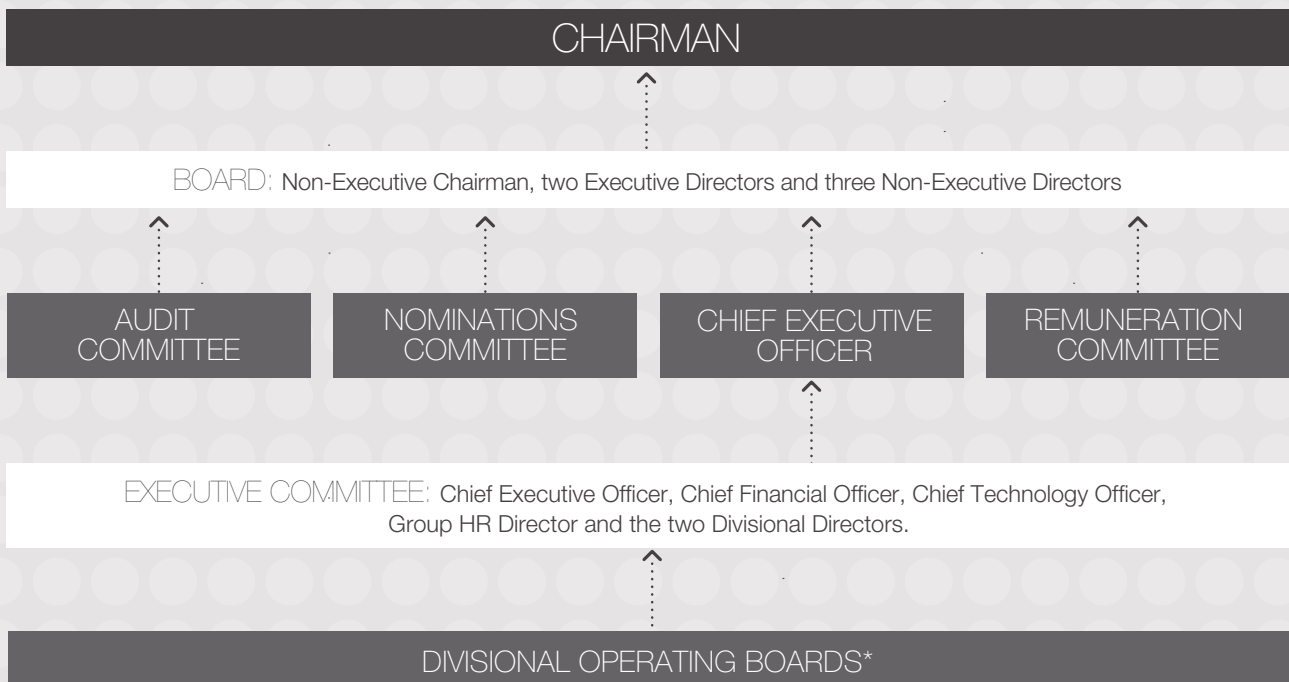 CHAIRMAN
BOARD: Non-Executive Chairman, two Executive Directors and three Non-Executive Directors
AUDIT
COMMITTEE
NOMINATIONS
COMMITTEE
CHIEF EXECUTIVE
OFFICER
REMUNERATION
COMMITTEE
EXECUTIVE COMMITTEE: Chief Executive Officer, Chief Financial Officer, Chief Technology Officer,
Group HR Director and the two Divisional Directors.
DIVISIONAL OPERATING BOARDS*